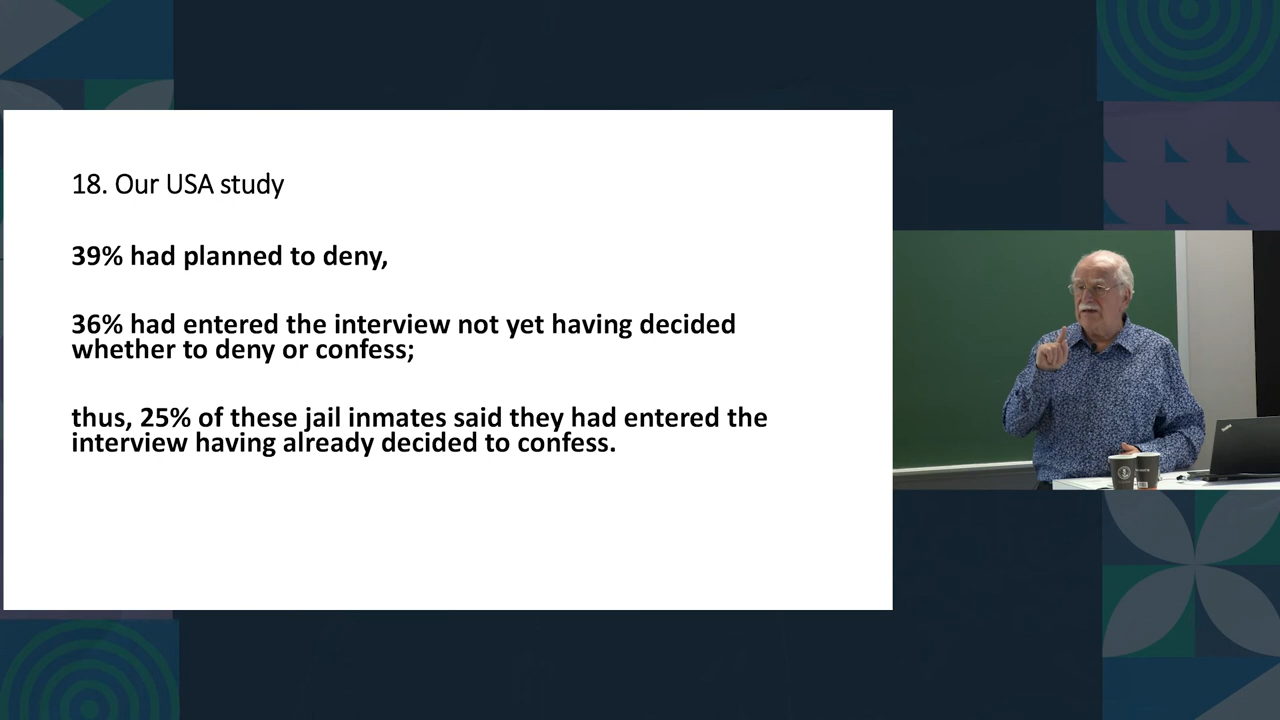 18. Our USA study
39% had planned to deny,
36% had entered the interview not yet having decided
whether to deny or confess;
thus, 25% of these jail inmates said they had entered the
interview having already decided to confess.